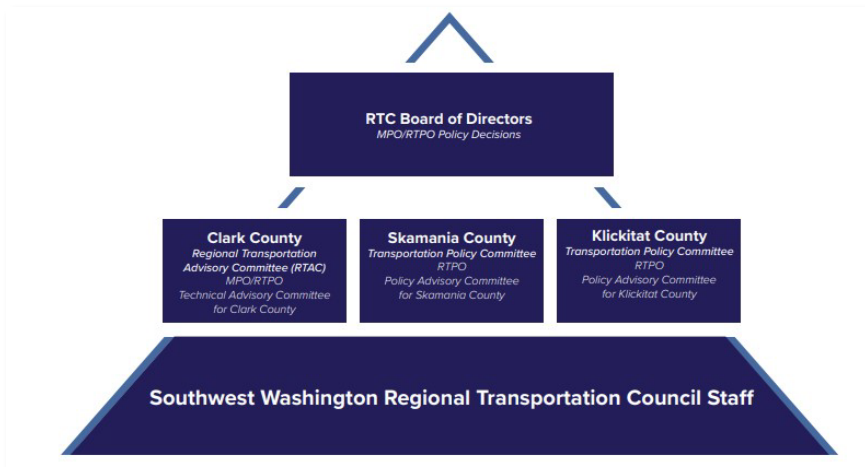 RTC Board of Directors
MPO/RTPO Policy Decisions
Clark County
Regional Transportation
Advisory Committee (RTAC)
MPO/RTPO
Technical Advisory Committee
for Clark County
Skamania County
Transportation Policy Committee
RTPO
Policy Advisory Committee
for Skamania County
Klickitat County
Transportation Policy Committee
RTPO
Policy Advisory Committee
for Klickitat County
Southwest Washington Regional Transportation Council Staff